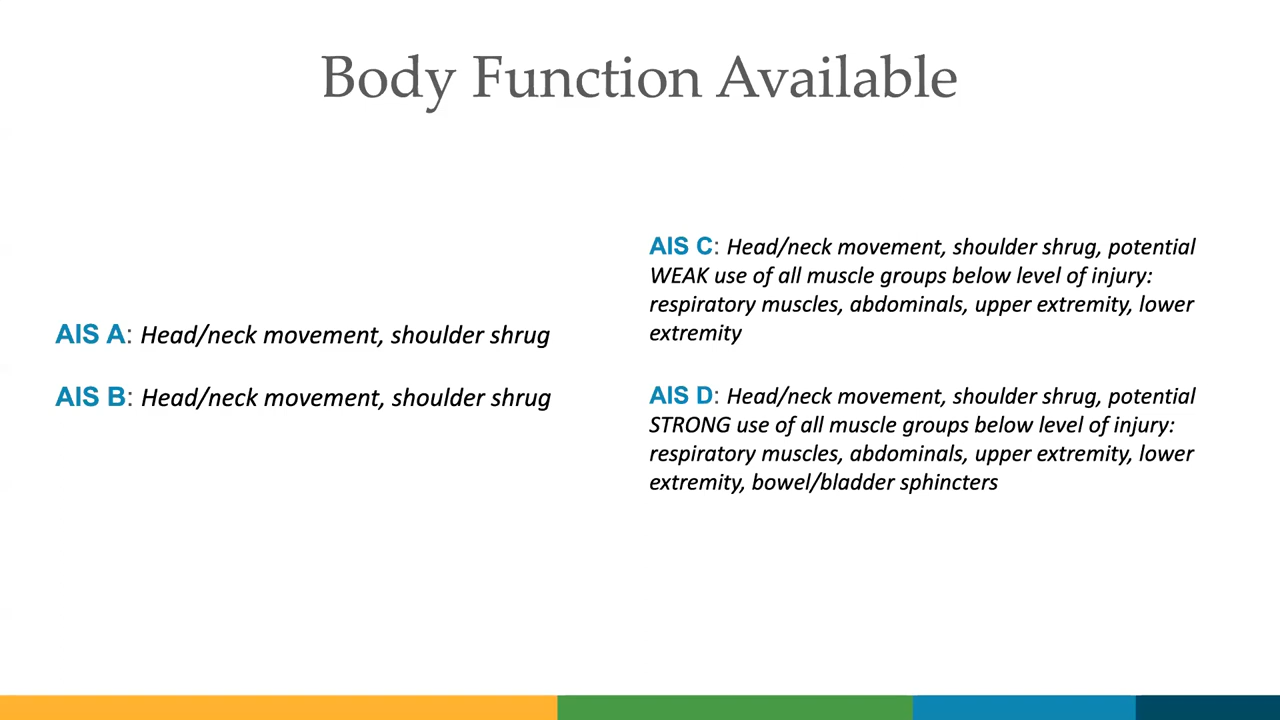 Body Function Available
AIS A: Head/neck movement, shoulder shrug
AIS B: Head/neck movement, shoulder shrug
AIS C: Head/neck movement, shoulder shrug, potential
WEAK use of all muscle groups below level of injury:
respiratory muscles, abdominals, upper extremity, lower
extremity
AIS D: Head/neck movement, shoulder shrug, potential
STRONG use of all muscle groups below level of injury:
respiratory muscles, abdominals, upper extremity, lower
extremity, bowel/bladder sphincters